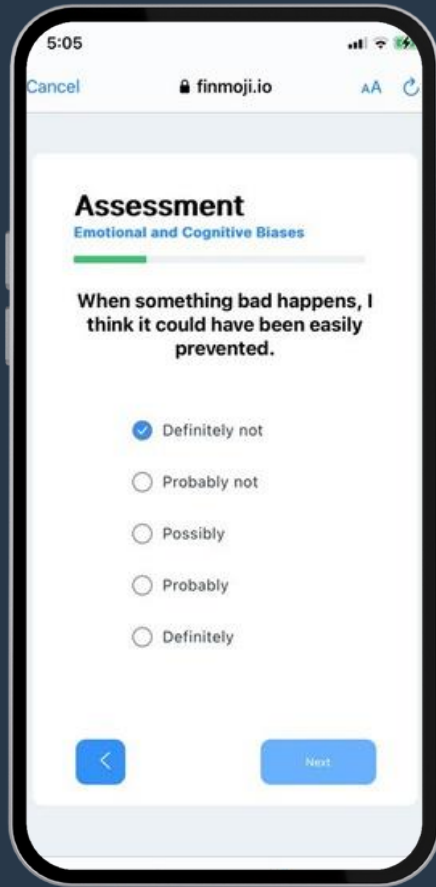 5:05
Cancel
finmoji.io
AA
Assessment
Emotional and Cognitive Biases
When something bad happens, I
think it could have been easily
prevented.
Definitely not
Probably not
Possibly
Probably
Definitely
Next